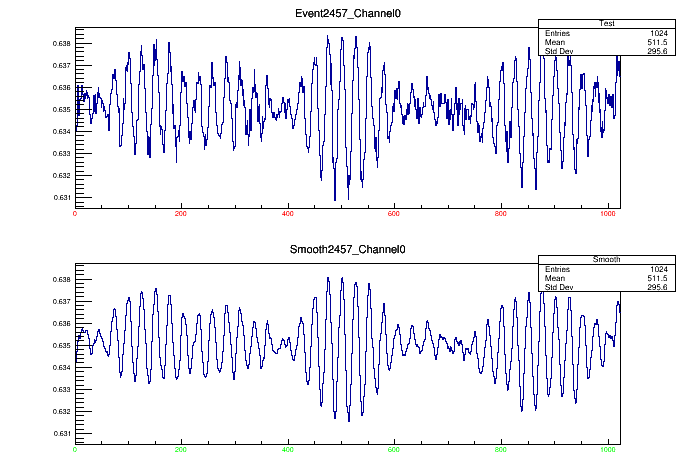 Event2457_Channel0
Test
Entries 1024
Mean 511.5
Std Dev 295.6
0.638
0.637
0.636
0.635
0.634
0.633
0.632
0.631
0 200 400 600 800 1000
Smooth2457_Channel0
Smooth
Entries 1024
Mean 511.5
Std Dev 295.6
0.638
0.637
0.636
0.635
0.634
0.633
0.632
0.631
0 200 400 600 800 1000